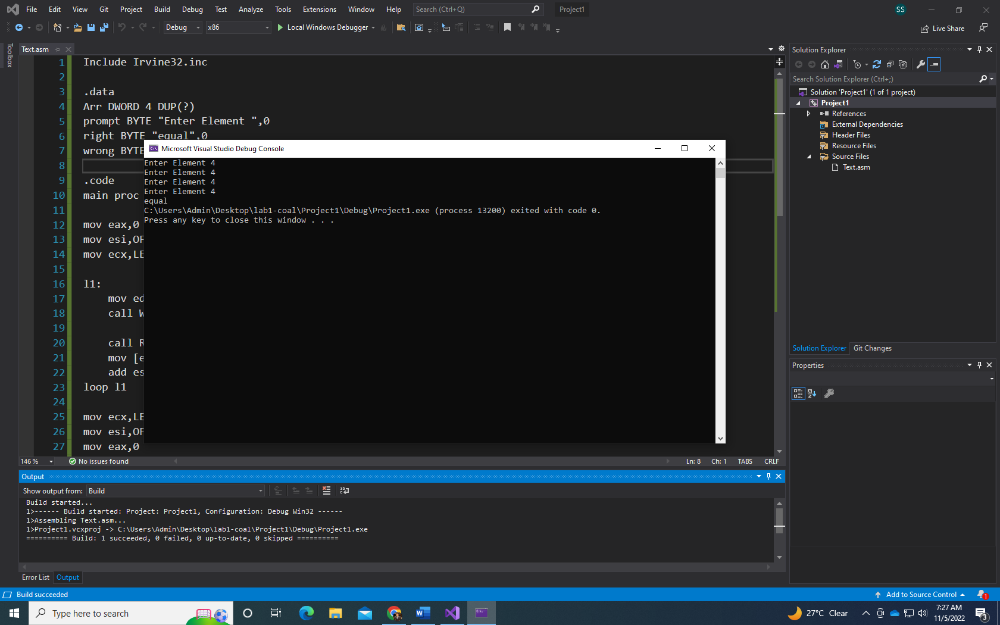 File Edit View Git Project Build Debug Test Analyze Tools Extensions Window Help Search (Ctrl+Q) Project1 SS
Debug x86 Local Windows Debugger Live Share
Toolbox
Text.asm
1 Include Irvine32.inc
2
3 .data
4 Arr DWORD 4 DUP(?)
5 prompt BYTE "Enter Element ",0
6 right BYTE "equal",0
7 wrong BYTE
8
9 .code
10 main proc
11
12 mov eax,0
13 mov esi,OF
14 mov ecx,LE
15
16 l1:
17 mov ed
18 call W
19
20 call R
21 mov [e
22 add es
23 loop l1
24
25 mov ecx,LE
26 mov esi,OF
27 mov eax,0
Microsoft Visual Studio Debug Console
Enter Element 4
Enter Element 4
Enter Element 4
Enter Element 4
equal
C:\Users\Admin\Desktop\lab1-coal\Project1\Debug\Project1.exe (process 13200) exited with code 0.
Press any key to close this window . . .
146 % No issues found Ln: 8 Ch: 1 TABS CRLF
Output
Show output from: Build
Build started...
1>------ Build started: Project: Project1, Configuration: Debug Win32 ------
1>Assembling Text.asm...
1>Project1.vcxproj -> C:\Users\Admin\Desktop\lab1-coal\Project1\Debug\Project1.exe
========== Build: 1 succeeded, 0 failed, 0 up-to-date, 0 skipped ==========
Error List Output
Solution Explorer
Search Solution Explorer (Ctrl+;)
Solution 'Project1' (1 of 1 project)
Project1
References
External Dependencies
Header Files
Resource Files
Source Files
Text.asm
Solution Explorer Git Changes
Properties
Build succeeded Add to Source Control 1
Type here to search 27°C Clear 7:27 AM
11/5/2022 3